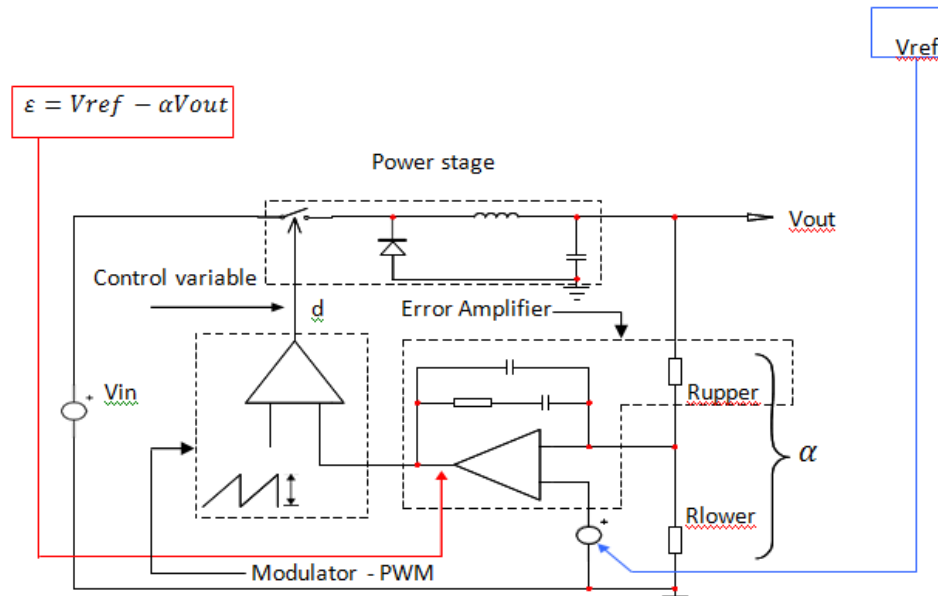 Vref
ε = Vref − αVout
Power stage
Vout
Control variable
d
Error Amplifier
+ Vin
Rupper
α
+
Rlower
Modulator - PWM